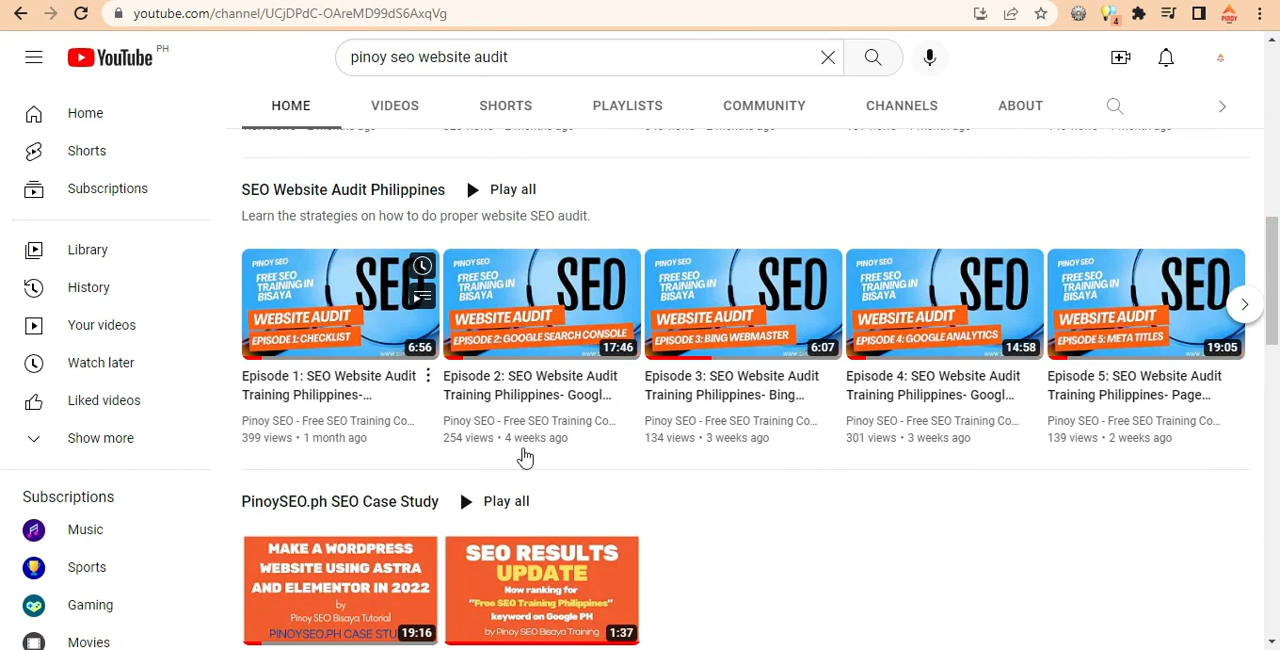 youtube.com/channel/UCjDPdC-OAreMD99dS6AxqVg
4
YouTube PH
pinoy seo website audit
HOME VIDEOS SHORTS PLAYLISTS COMMUNITY CHANNELS ABOUT
Home
Shorts
Subscriptions
Library
History
Your videos
Watch later
Liked videos
Show more
Subscriptions
Music
Sports
Gaming
Movies
SEO Website Audit Philippines Play all
Learn the strategies on how to do proper website SEO audit.
PINOY SEO
FREE SEO
TRAINING IN
BISAYA
SEO
WEBSITE AUDIT
EPISODE 1: CHECKLIST
6:56
Episode 1: SEO Website Audit
Training Philippines-...
Pinoy SEO - Free SEO Training Co...
399 views • 1 month ago
PINOY SEO
FREE SEO
TRAINING IN
BISAYA
SEO
WEBSITE AUDIT
EPISODE 2: GOOGLE SEARCH CONSOLE
17:46
Episode 2: SEO Website Audit
Training Philippines- Googl...
Pinoy SEO - Free SEO Training Co...
254 views • 4 weeks ago
PINOY SEO
FREE SEO
TRAINING IN
BISAYA
SEO
WEBSITE AUDIT
EPISODE 3: BING WEBMASTER
6:07
Episode 3: SEO Website Audit
Training Philippines- Bing...
Pinoy SEO - Free SEO Training Co...
134 views • 3 weeks ago
PINOY SEO
FREE SEO
TRAINING IN
BISAYA
SEO
WEBSITE AUDIT
EPISODE 4: GOOGLE ANALYTICS
14:58
Episode 4: SEO Website Audit
Training Philippines- Googl...
Pinoy SEO - Free SEO Training Co...
301 views • 3 weeks ago
PINOY SEO
FREE SEO
TRAINING IN
BISAYA
SEO
WEBSITE AUDIT
EPISODE 5: META TITLES
19:05
Episode 5: SEO Website Audit
Training Philippines- Page...
Pinoy SEO - Free SEO Training Co...
139 views • 2 weeks ago
PinoySEO.ph SEO Case Study Play all
MAKE A WORDPRESS
WEBSITE USING ASTRA
AND ELEMENTOR IN 2022
by
Pinoy SEO Bisaya Tutorial
PINOYSEO.PH CASE STU
19:16
SEO RESULTS
UPDATE
Now ranking for
"Free SEO Training Philippines"
keyword on Google PH
by Pinoy SEO Bisaya Training
1:37